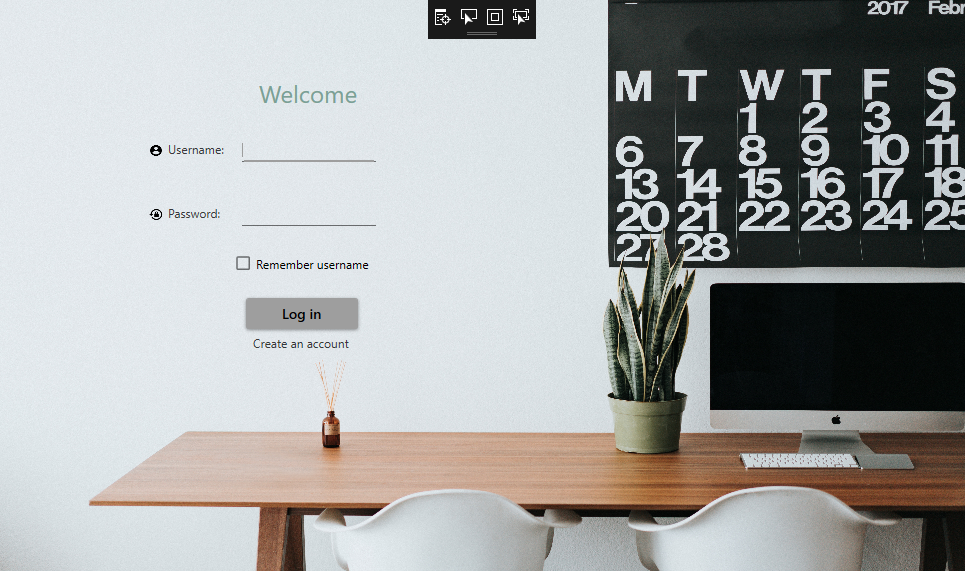 Welcome
Username:
Password:
Remember username
Log in
Create an account
2017 Febr
M T W T F S
1 2 3 4
6 7 8 9 10 11
13 14 15 16 17 18
20 21 22 23 24 25
27 28